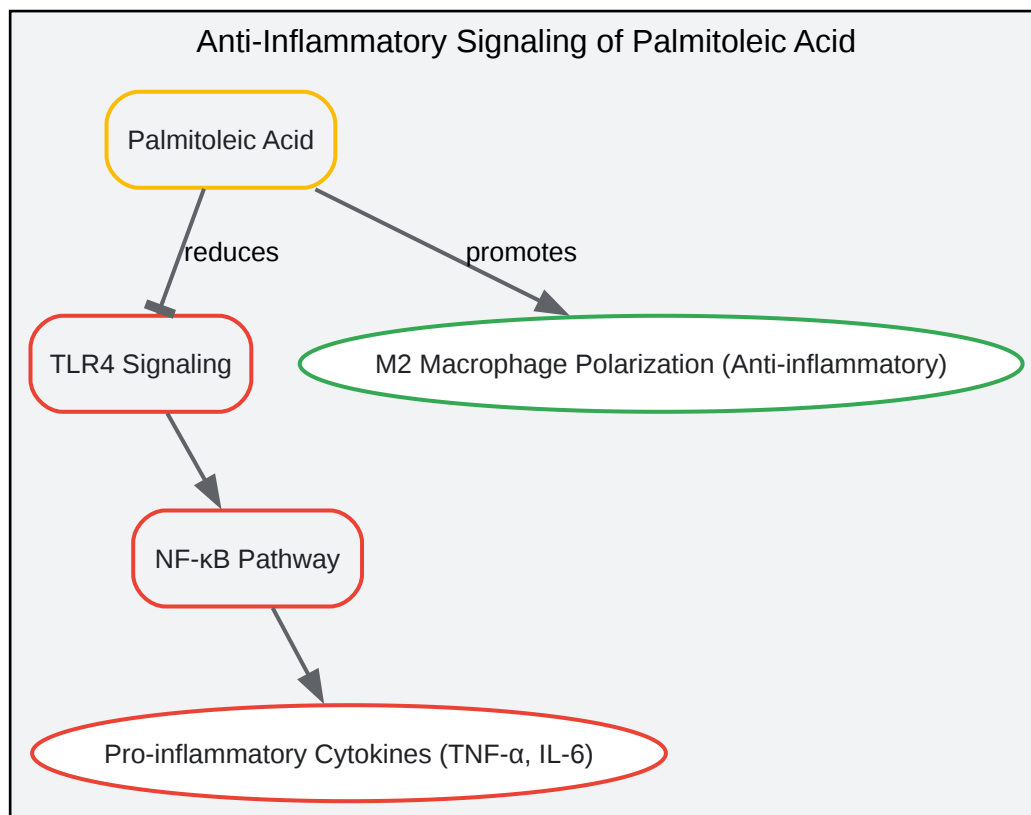 Anti-Inflammatory Signaling of Palmitoleic Acid
Palmitoleic Acid
reduces
promotes
TLR4 Signaling
M2 Macrophage Polarization (Anti-inflammatory)
NF-κB Pathway
Pro-inflammatory Cytokines (TNF-α, IL-6)